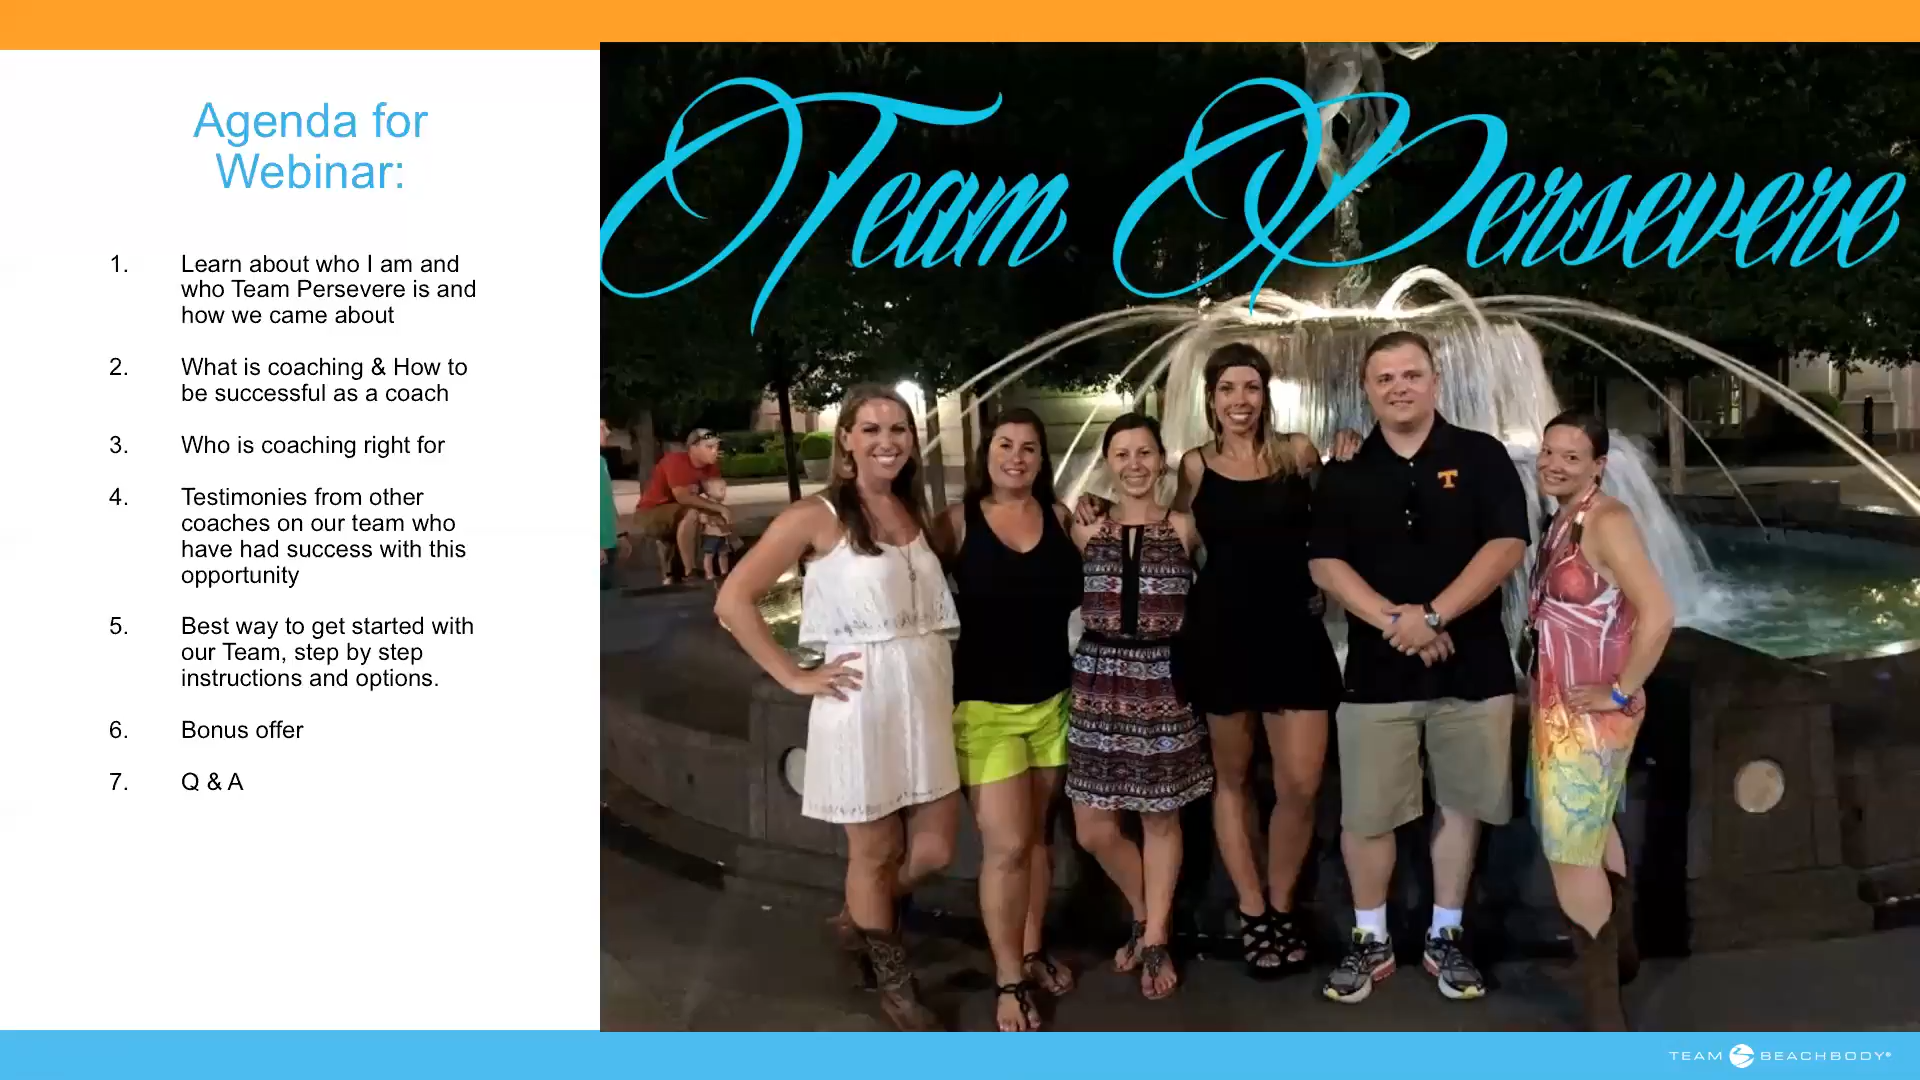 Agenda for
Webinar:
1. Learn about who I am and
who Team Persevere is and
how we came about
2. What is coaching & How to
be successful as a coach
3. Who is coaching right for
4. Testimonies from other
coaches on our team who
have had success with this
opportunity
5. Best way to get started with
our Team, step by step
instructions and options.
6. Bonus offer
7. Q & A
Team Persevere
T
TEAM BEACHBODY®